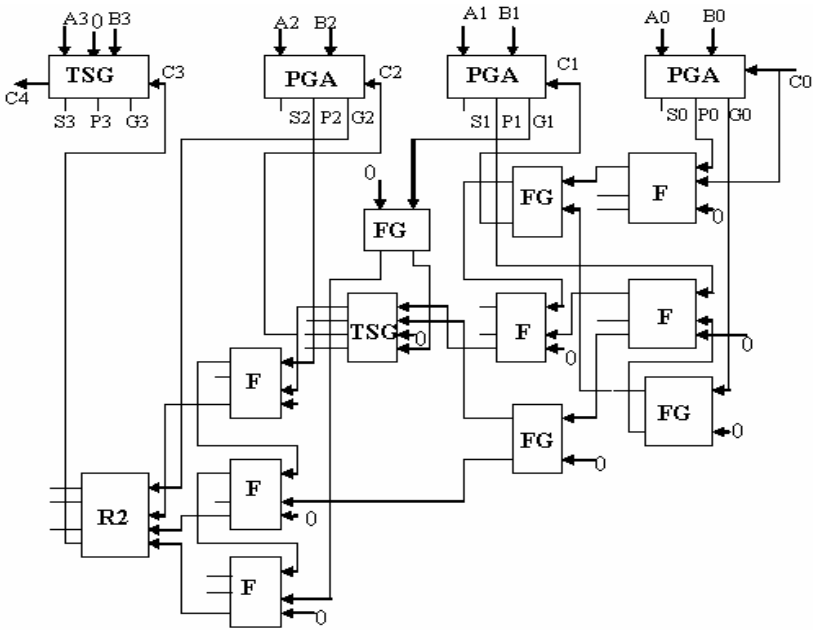 A3 0 B3 A2 B2 A1 B1 A0 B0
TSG C3 PGA C2 PGA C1 PGA C0
C4
S3 P3 G3 S2 P2 G2 S1 P1 G1 S0 P0 G0
0 FG F 0
FG
TSG 0 F 0 F 0
F FG 0
FG 0
F 0
R2
F 0